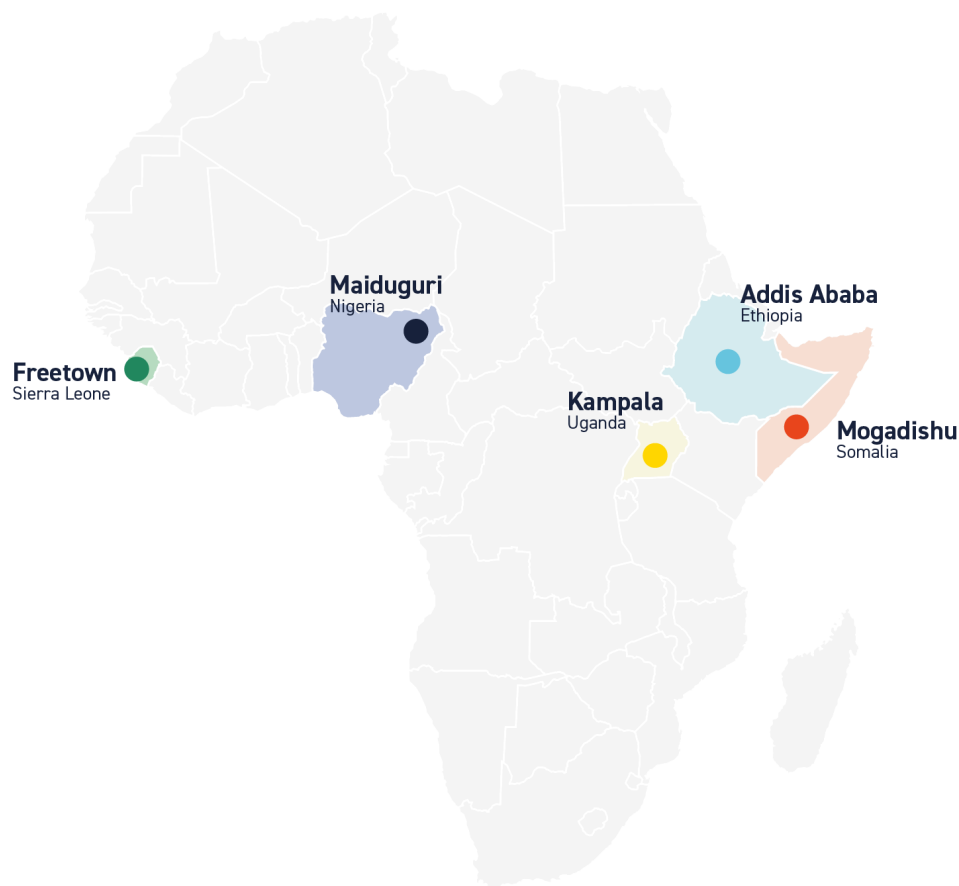 Maiduguri
Nigeria
Addis Ababa
Ethiopia
Freetown
Sierra Leone
Kampala
Uganda
Mogadishu
Somalia